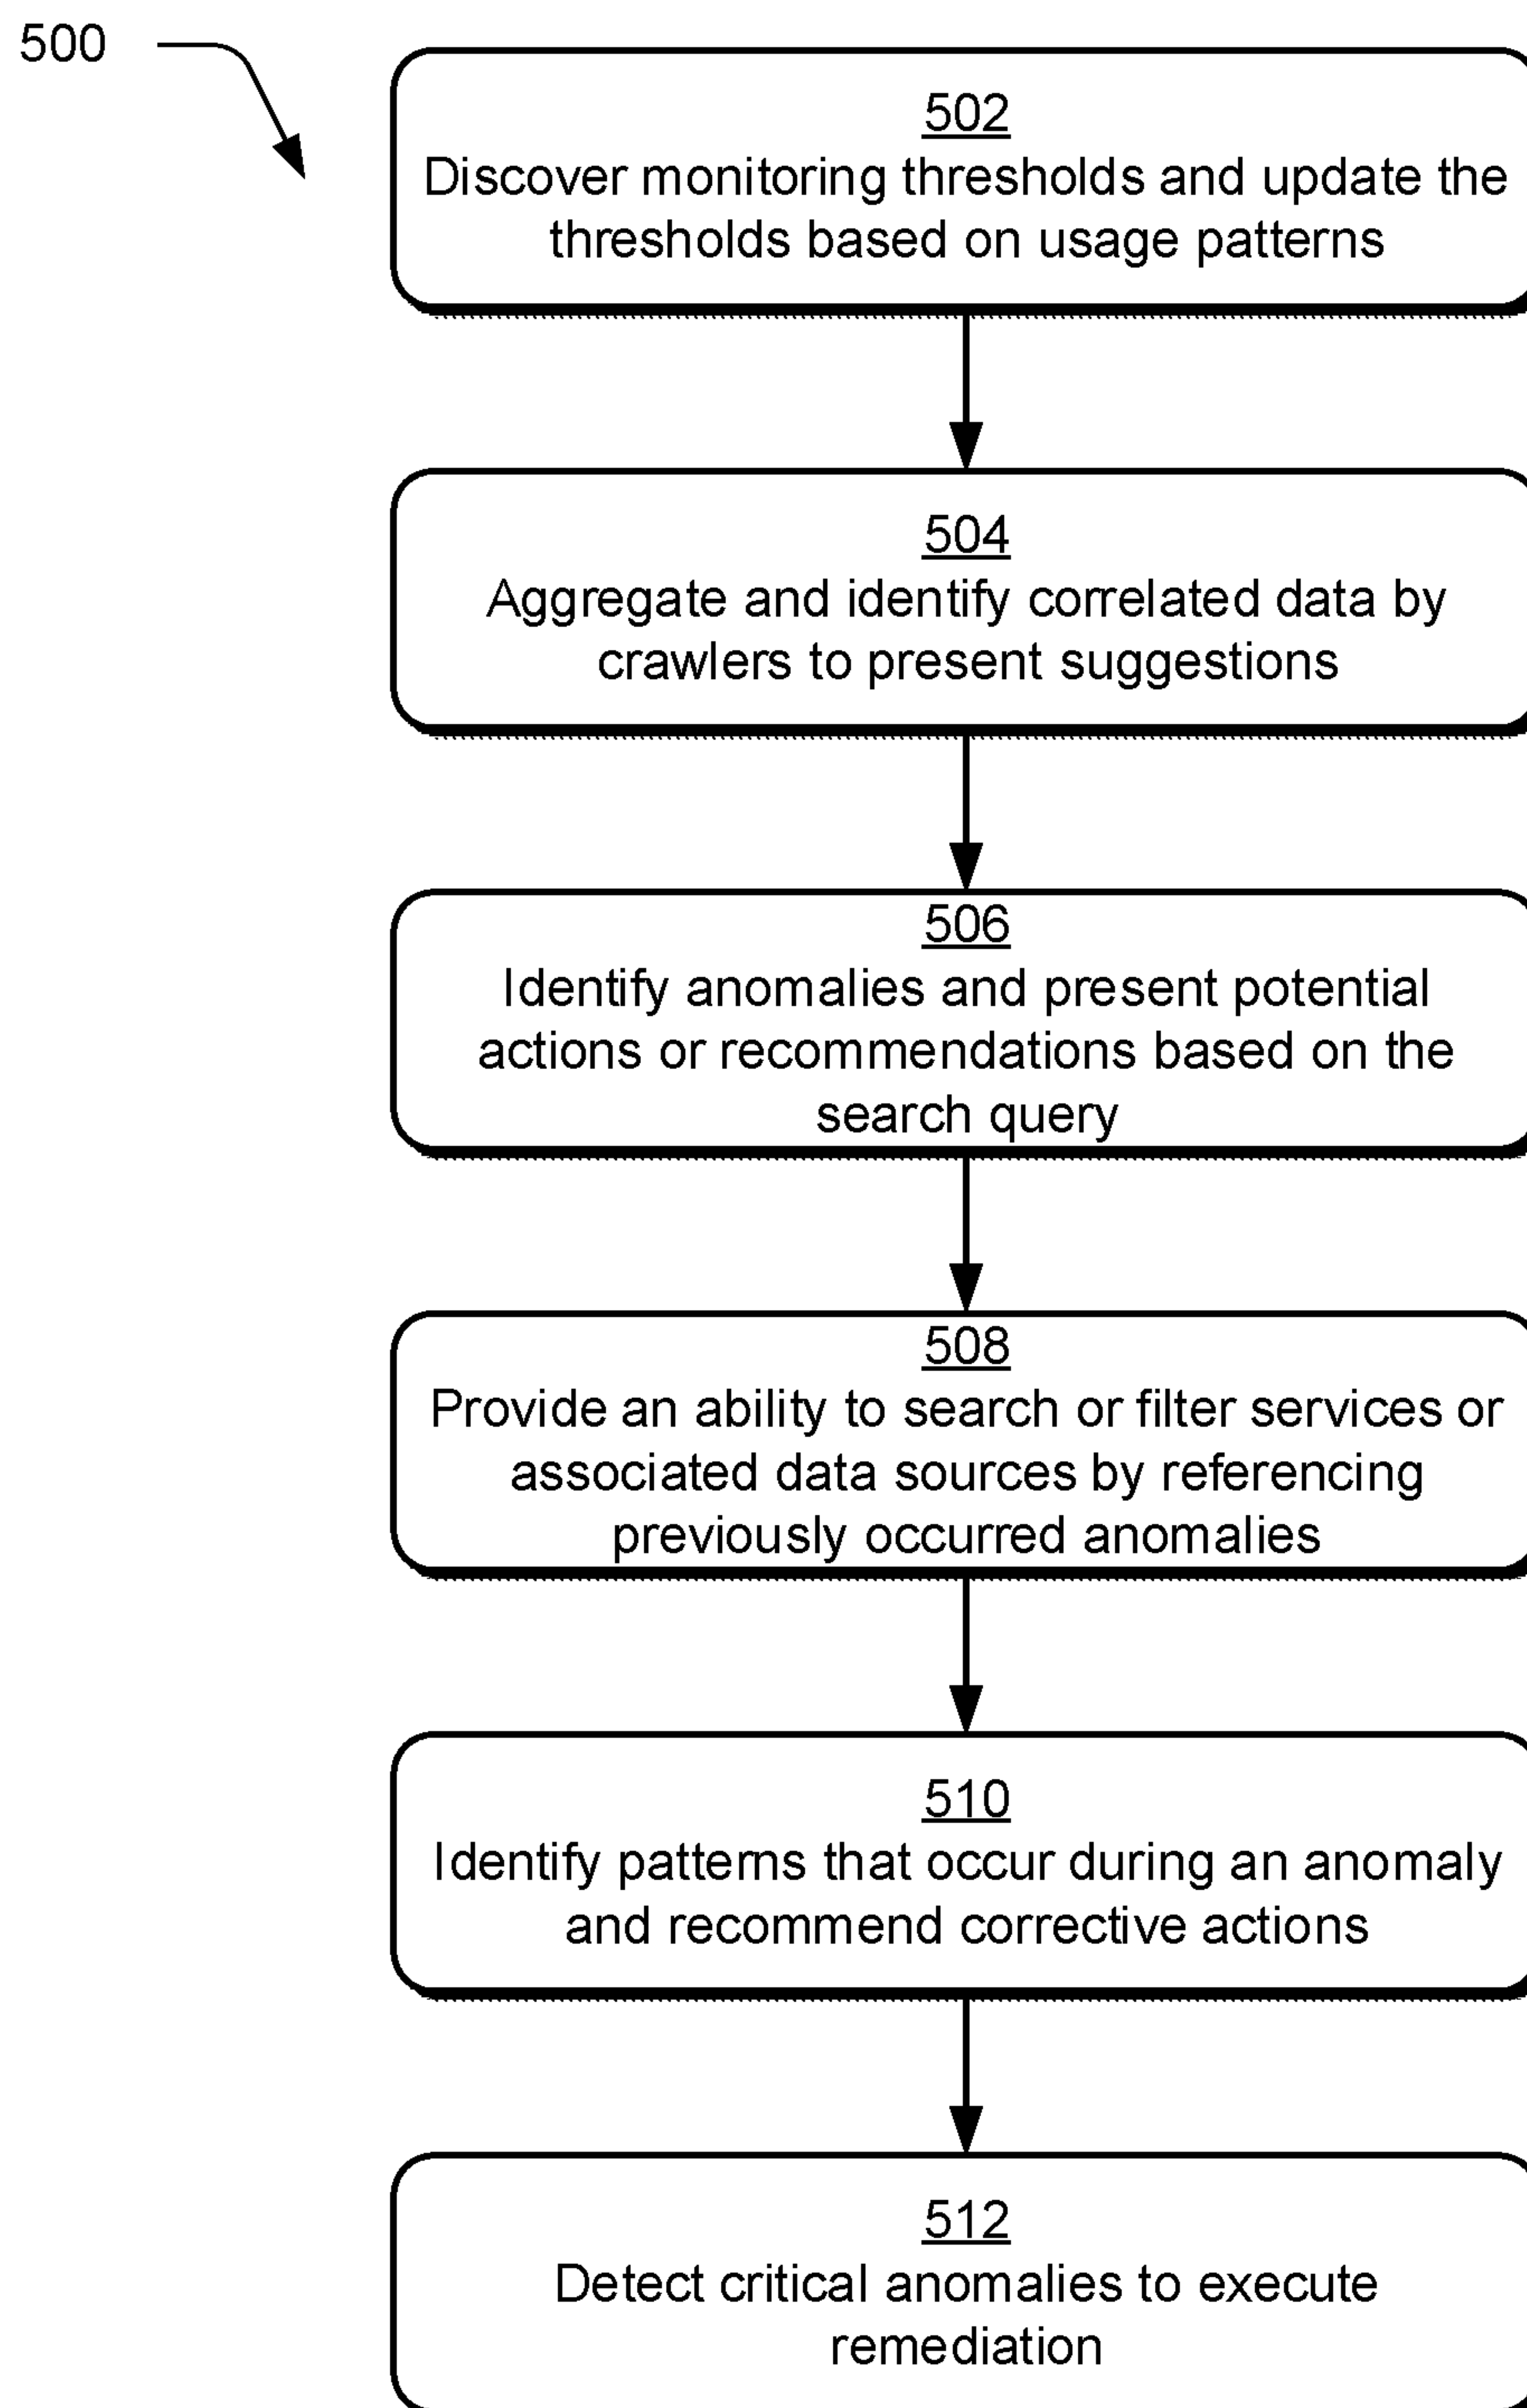 500
502
Discover monitoring thresholds and update the
thresholds based on usage patterns
504
Aggregate and identify correlated data by
crawlers to present suggestions
506
Identify anomalies and present potential
actions or recommendations based on the
search query
508
Provide an ability to search or filter services or
associated data sources by referencing
previously occurred anomalies
510
Identify patterns that occur during an anomaly
and recommend corrective actions
512
Detect critical anomalies to execute
remediation